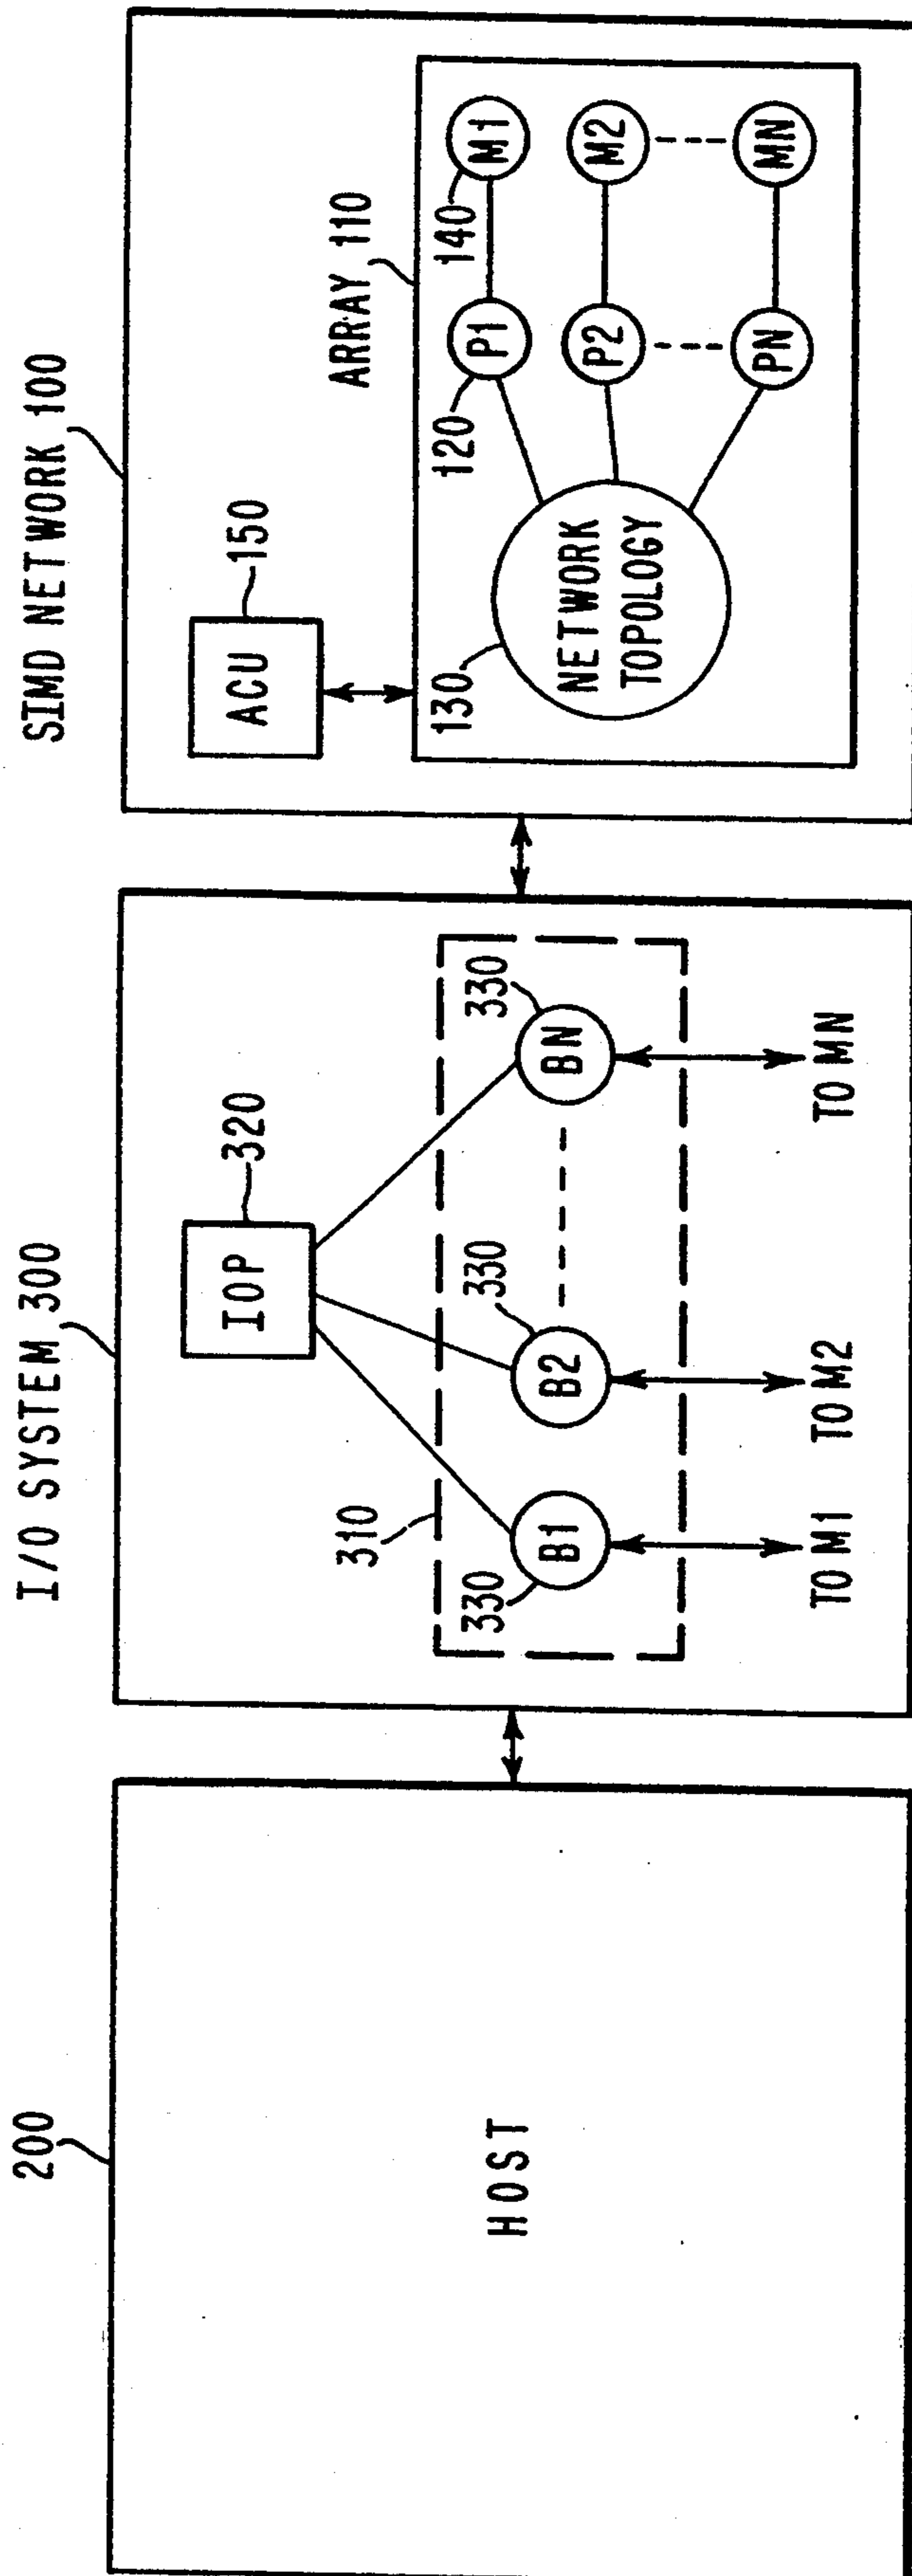 200
HOST
I/O SYSTEM 300
IOP
320
310
330
B1
330
B2
330
BN
TO M1
TO M2
TO MN
SIMD NETWORK 100
ACU
150
ARRAY 110
130
NETWORK
TOPOLOGY
120
P1
140
M1
P2
M2
PN
MN